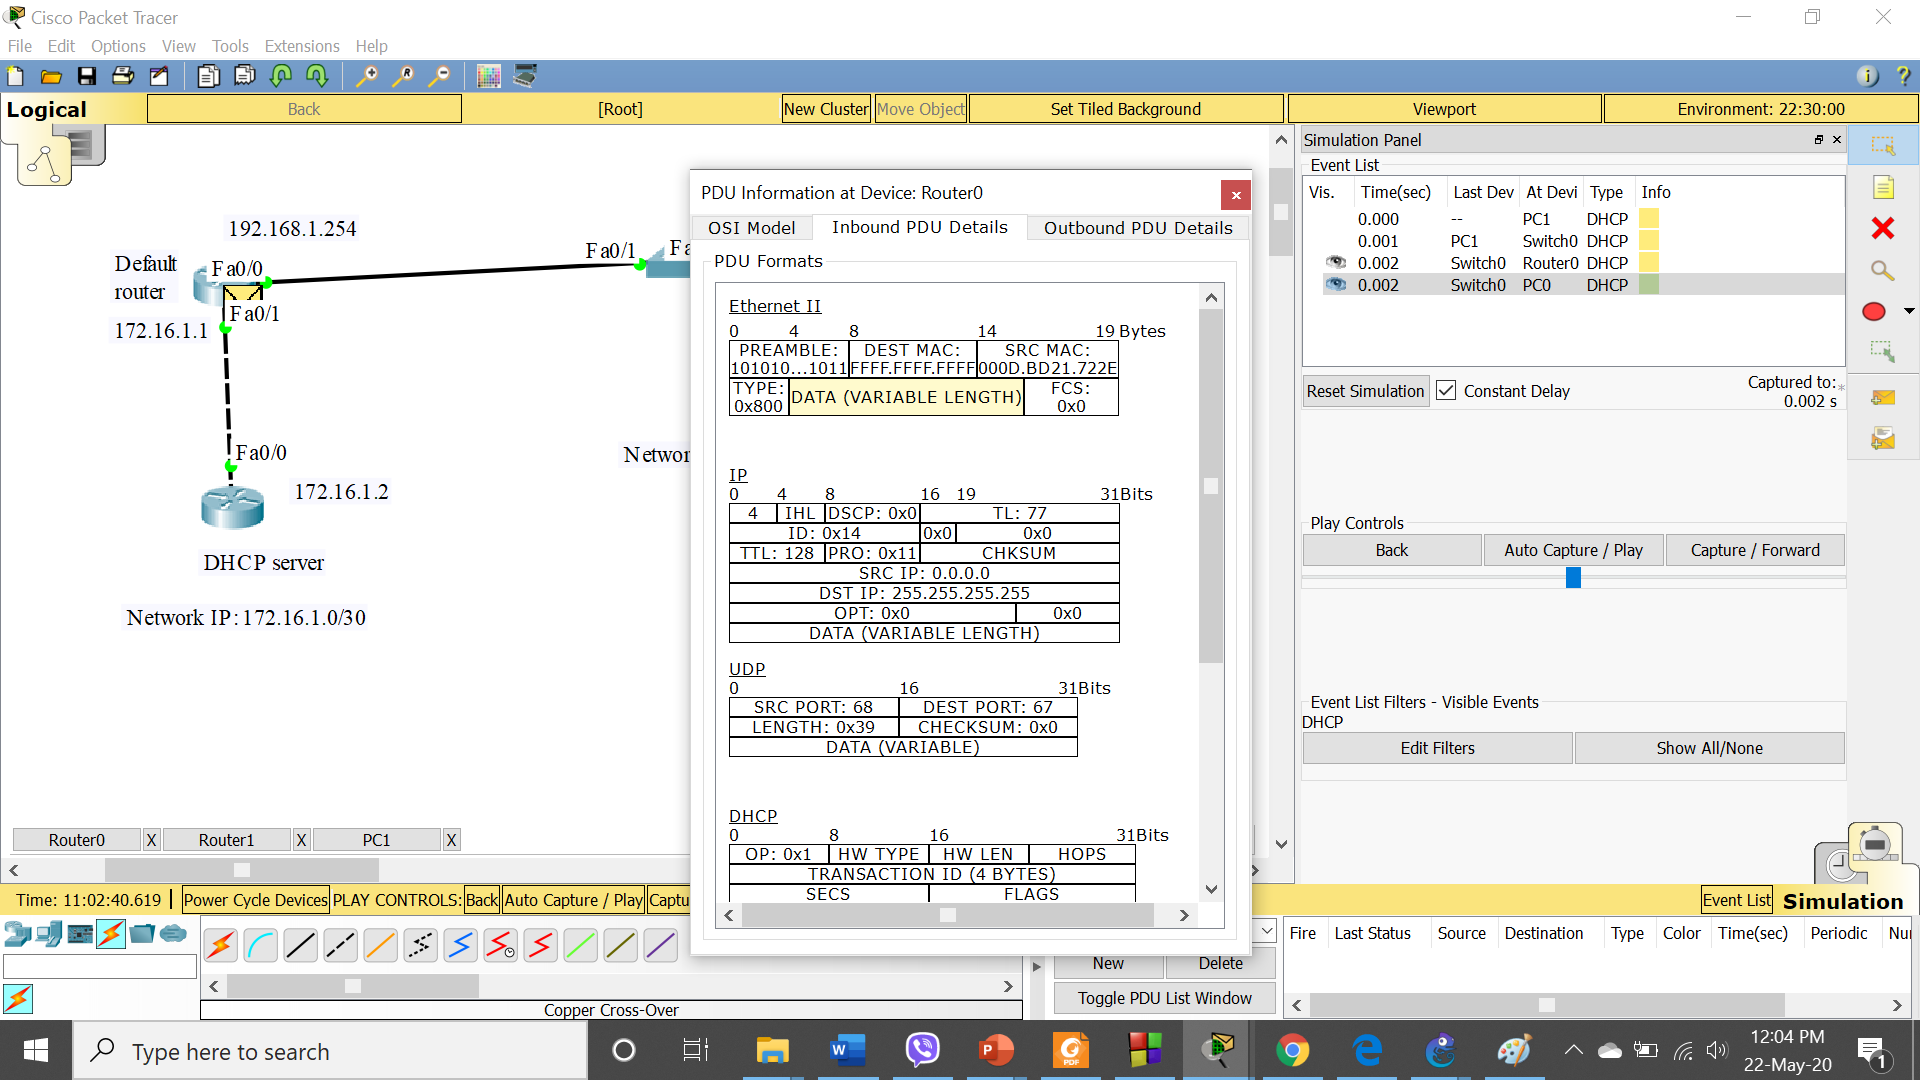 Cisco Packet Tracer
File Edit Options View Tools Extensions Help
Logical Back [Root] New Cluster Move Object Set Tiled Background Viewport Environment: 22:30:00
192.168.1.254
Default
router
Fa0/0
Fa0/1
172.16.1.1
Fa0/1 Fa
Fa0/0
172.16.1.2
DHCP server
Network IP: 172.16.1.0/30
Networ
PDU Information at Device: Router0
OSI Model Inbound PDU Details Outbound PDU Details
PDU Formats
Ethernet II
0 4 8 14 19 Bytes
PREAMBLE: DEST MAC: SRC MAC:
101010...1011 FFFF.FFFF.FFFF 000D.BD21.722E
TYPE: DATA (VARIABLE LENGTH) FCS:
0x800 0x0
IP
0 4 8 16 19 31 Bits
4 IHL DSCP: 0x0 TL: 77
ID: 0x14 0x0 0x0
TTL: 128 PRO: 0x11 CHKSUM
SRC IP: 0.0.0.0
DST IP: 255.255.255.255
OPT: 0x0 0x0
DATA (VARIABLE LENGTH)
UDP
0 16 31 Bits
SRC PORT: 68 DEST PORT: 67
LENGTH: 0x39 CHECKSUM: 0x0
DATA (VARIABLE)
DHCP
0 8 16 31 Bits
OP: 0x1 HW TYPE HW LEN HOPS
TRANSACTION ID (4 BYTES)
SECS FLAGS
Simulation Panel
Event List
Vis. Time(sec) Last Dev At Devi Type Info
0.000 -- PC1 DHCP
0.001 PC1 Switch0 DHCP
0.002 Switch0 Router0 DHCP
0.002 Switch0 PC0 DHCP
Reset Simulation Constant Delay Captured to: *
0.002 s
Play Controls
Back Auto Capture / Play Capture / Forward
Event List Filters - Visible Events
DHCP
Edit Filters Show All/None
Router0 X Router1 X PC1 X
Time: 11:02:40.619 Power Cycle Devices PLAY CONTROLS: Back Auto Capture / Play Captu
Event List Simulation
Fire Last Status Source Destination Type Color Time(sec) Periodic Nu
New Delete
Toggle PDU List Window
Copper Cross-Over
Type here to search
12:04 PM
22-May-20
1